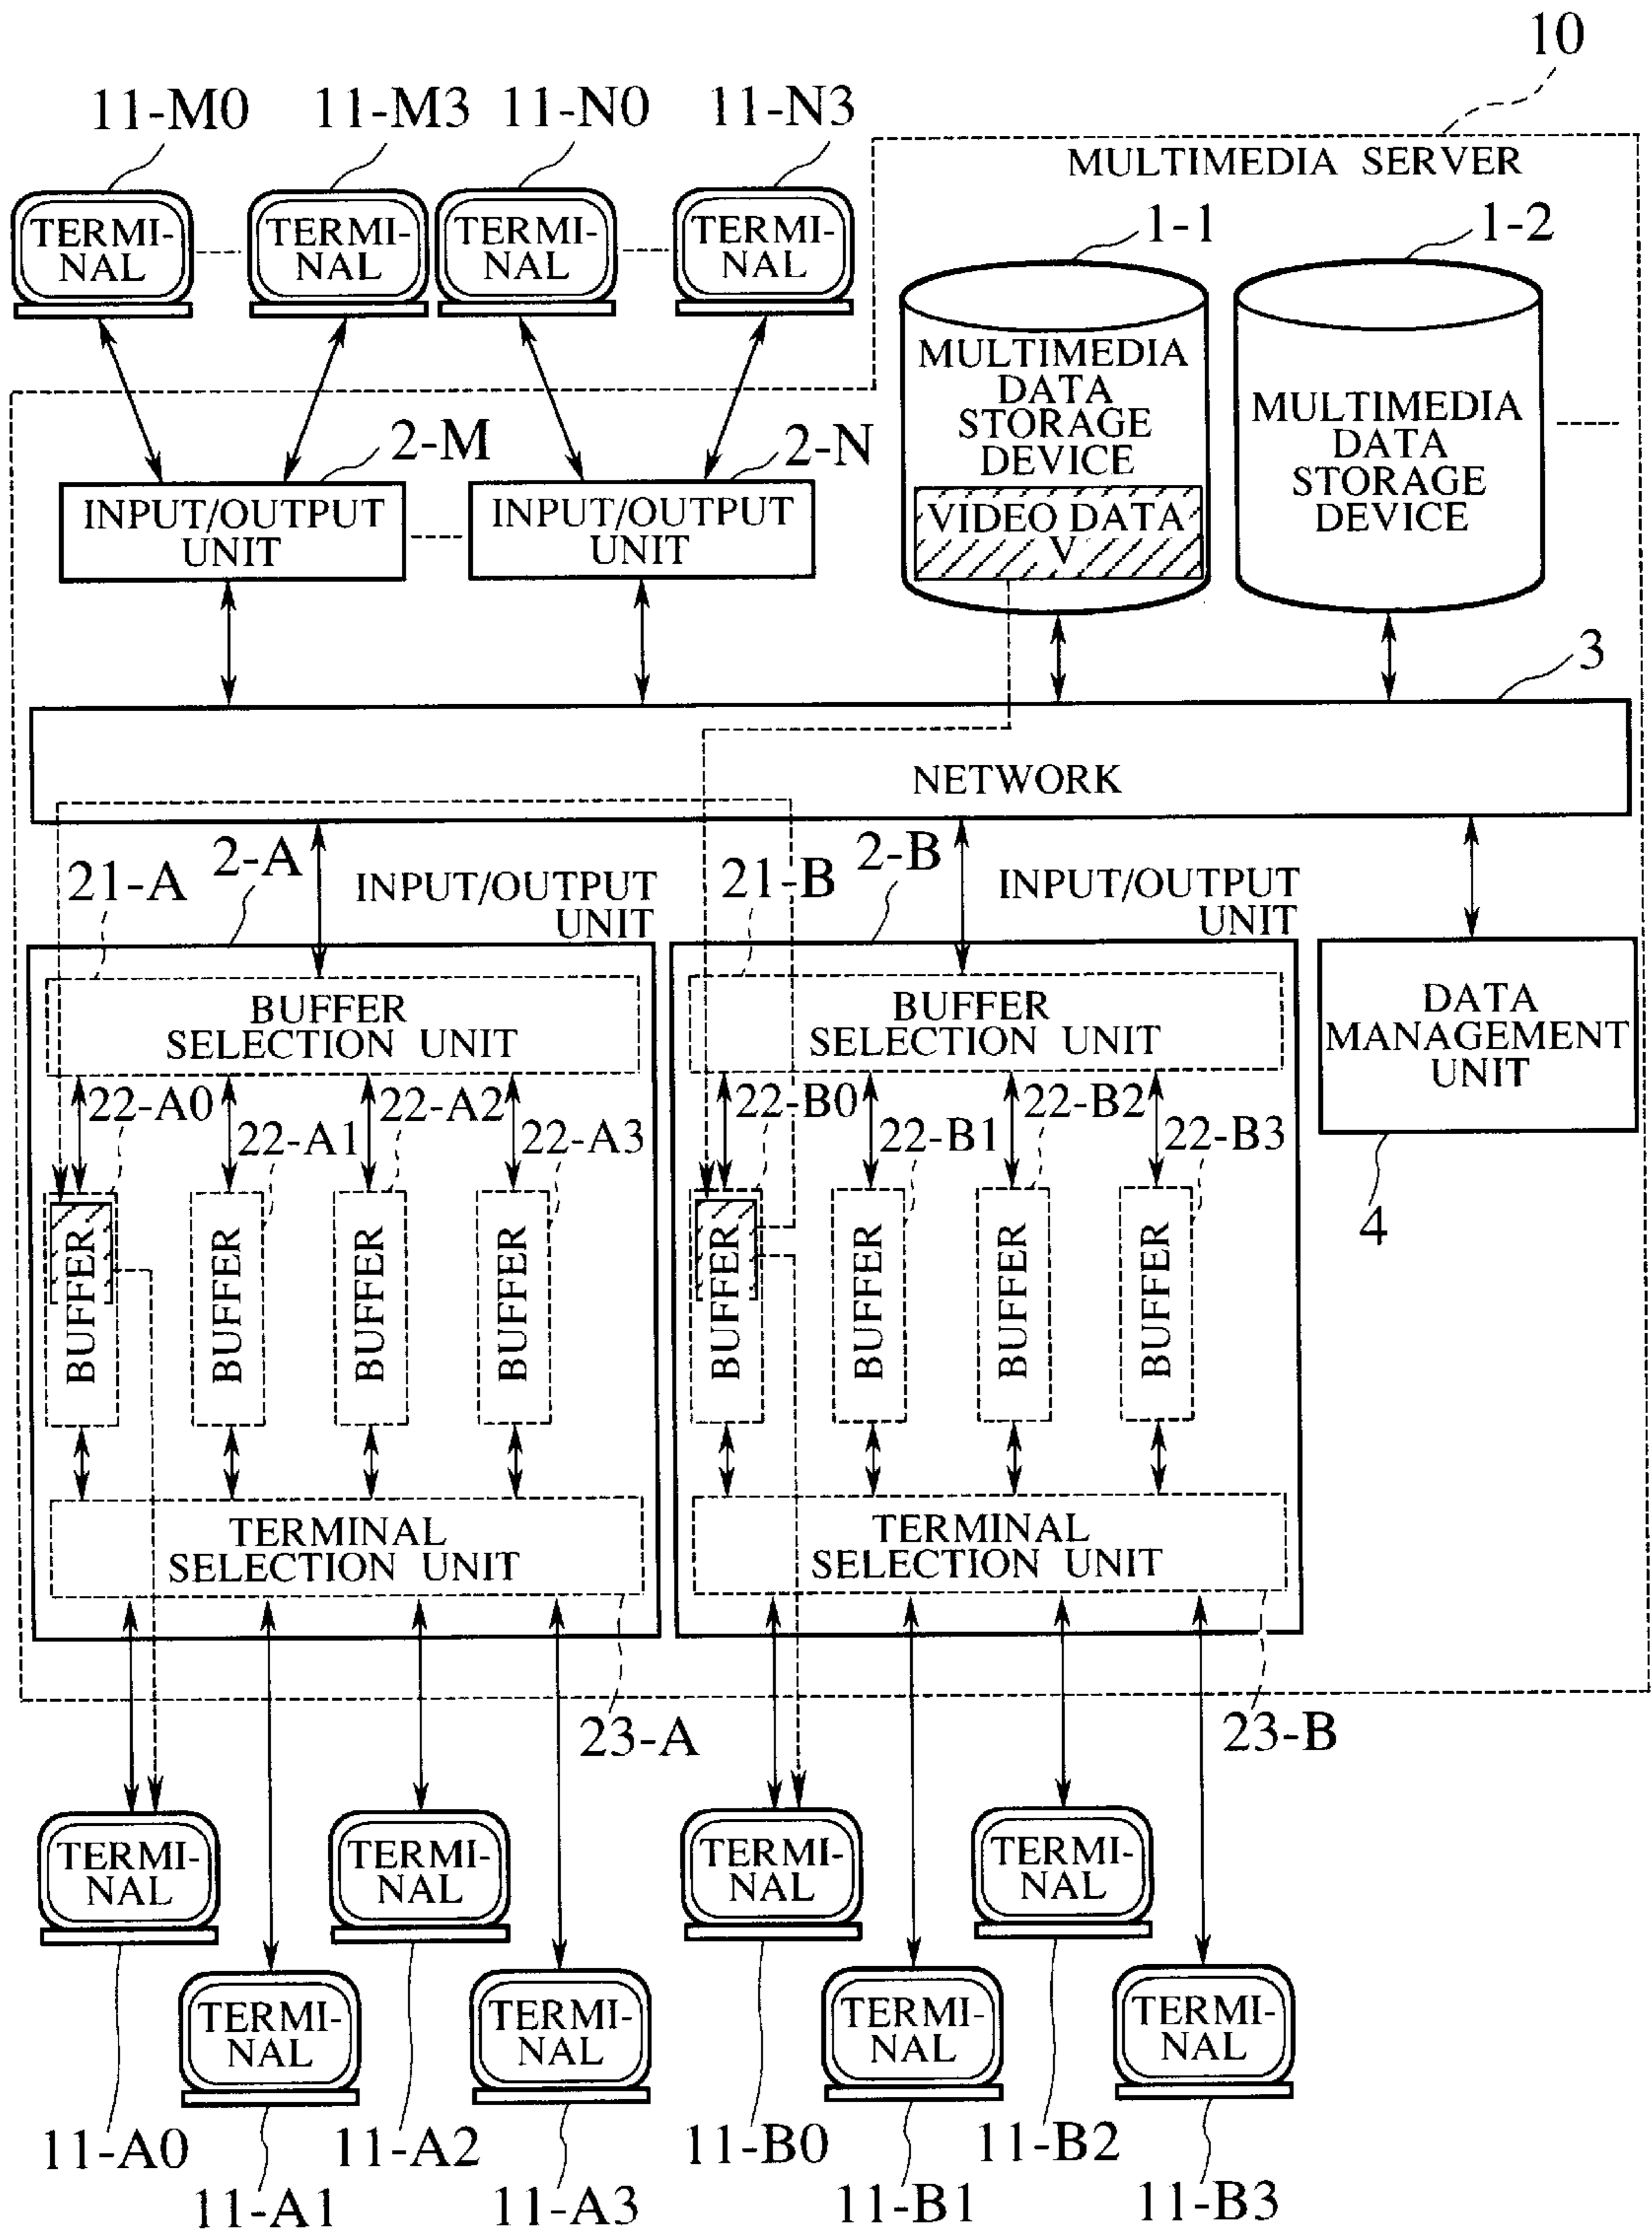 10
11-M0 11-M3 11-N0 11-N3
MULTIMEDIA SERVER
TERMI-
NAL
TERMI-
NAL
TERMI-
NAL
TERMI-
NAL
1-1
1-2
MULTIMEDIA
DATA
STORAGE
DEVICE
VIDEO DATA
V
MULTIMEDIA
DATA
STORAGE
DEVICE
2-M
2-N
INPUT/OUTPUT
UNIT
INPUT/OUTPUT
UNIT
3
NETWORK
21-A
2-A
INPUT/OUTPUT
UNIT
21-B
2-B
INPUT/OUTPUT
UNIT
BUFFER
SELECTION UNIT
BUFFER
SELECTION UNIT
DATA
MANAGEMENT
UNIT
4
22-A0
22-A1
22-A2
22-A3
22-B0
22-B1
22-B2
22-B3
BUFFER
BUFFER
BUFFER
BUFFER
BUFFER
BUFFER
BUFFER
BUFFER
TERMINAL
SELECTION UNIT
TERMINAL
SELECTION UNIT
23-A
23-B
TERMI-
NAL
TERMI-
NAL
TERMI-
NAL
TERMI-
NAL
TERMI-
NAL
TERMI-
NAL
TERMI-
NAL
TERMI-
NAL
11-A0
11-A1
11-A2
11-A3
11-B0
11-B1
11-B2
11-B3